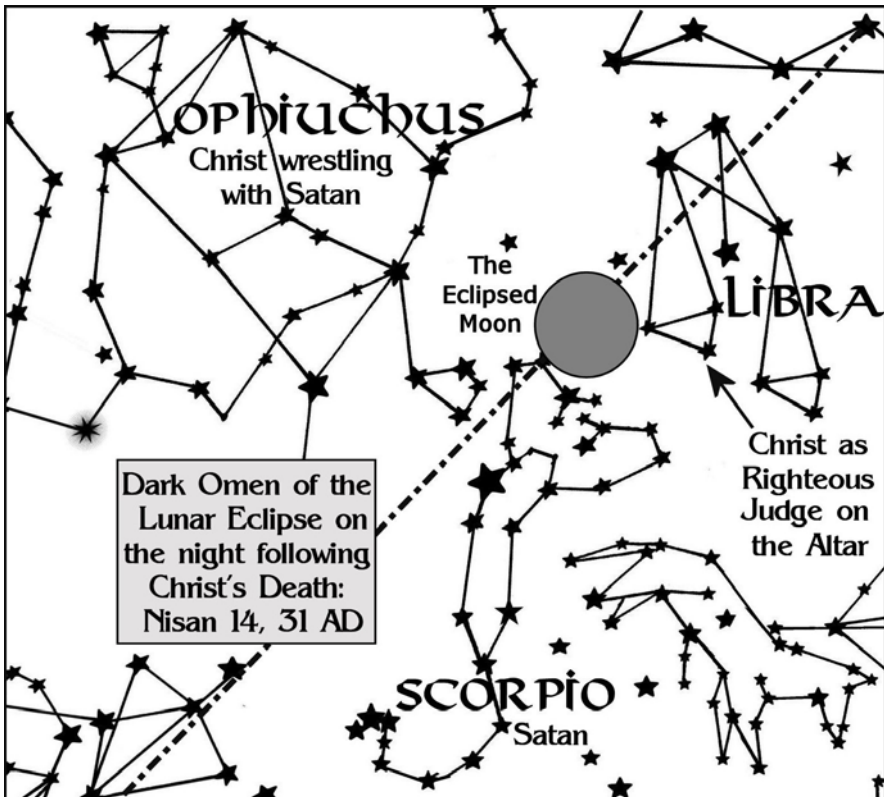 OPHIUCHUS
Christ wrestling
with Satan
The
Eclipsed
Moon
LIBRA
Christ as
Righteous
Judge on
the Altar
Dark Omen of the
Lunar Eclipse on
the night following
Christ's Death:
Nisan 14, 31 AD
SCORPIO
Satan